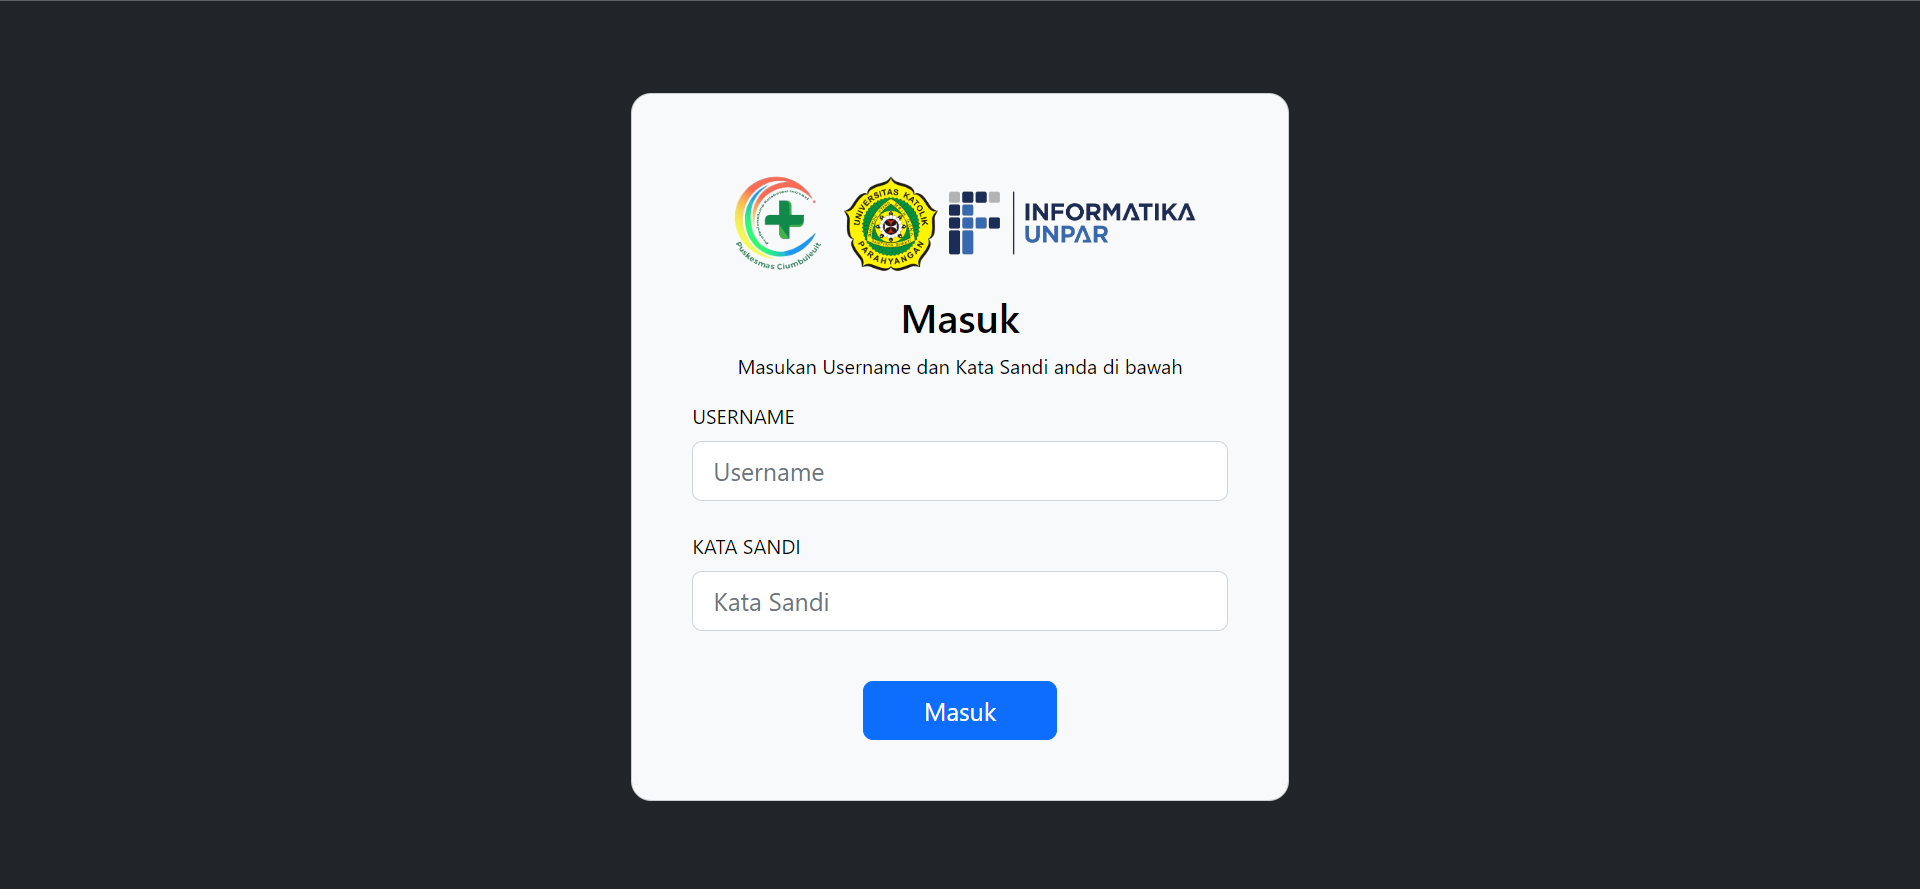 Puskesmas Ciumbuleuit
UNIVERSITAS KATOLIK
PARAHYANGAN
INFORMATIKA
UNPAR
Masuk
Masukan Username dan Kata Sandi anda di bawah
USERNAME
Username
KATA SANDI
Kata Sandi
Masuk